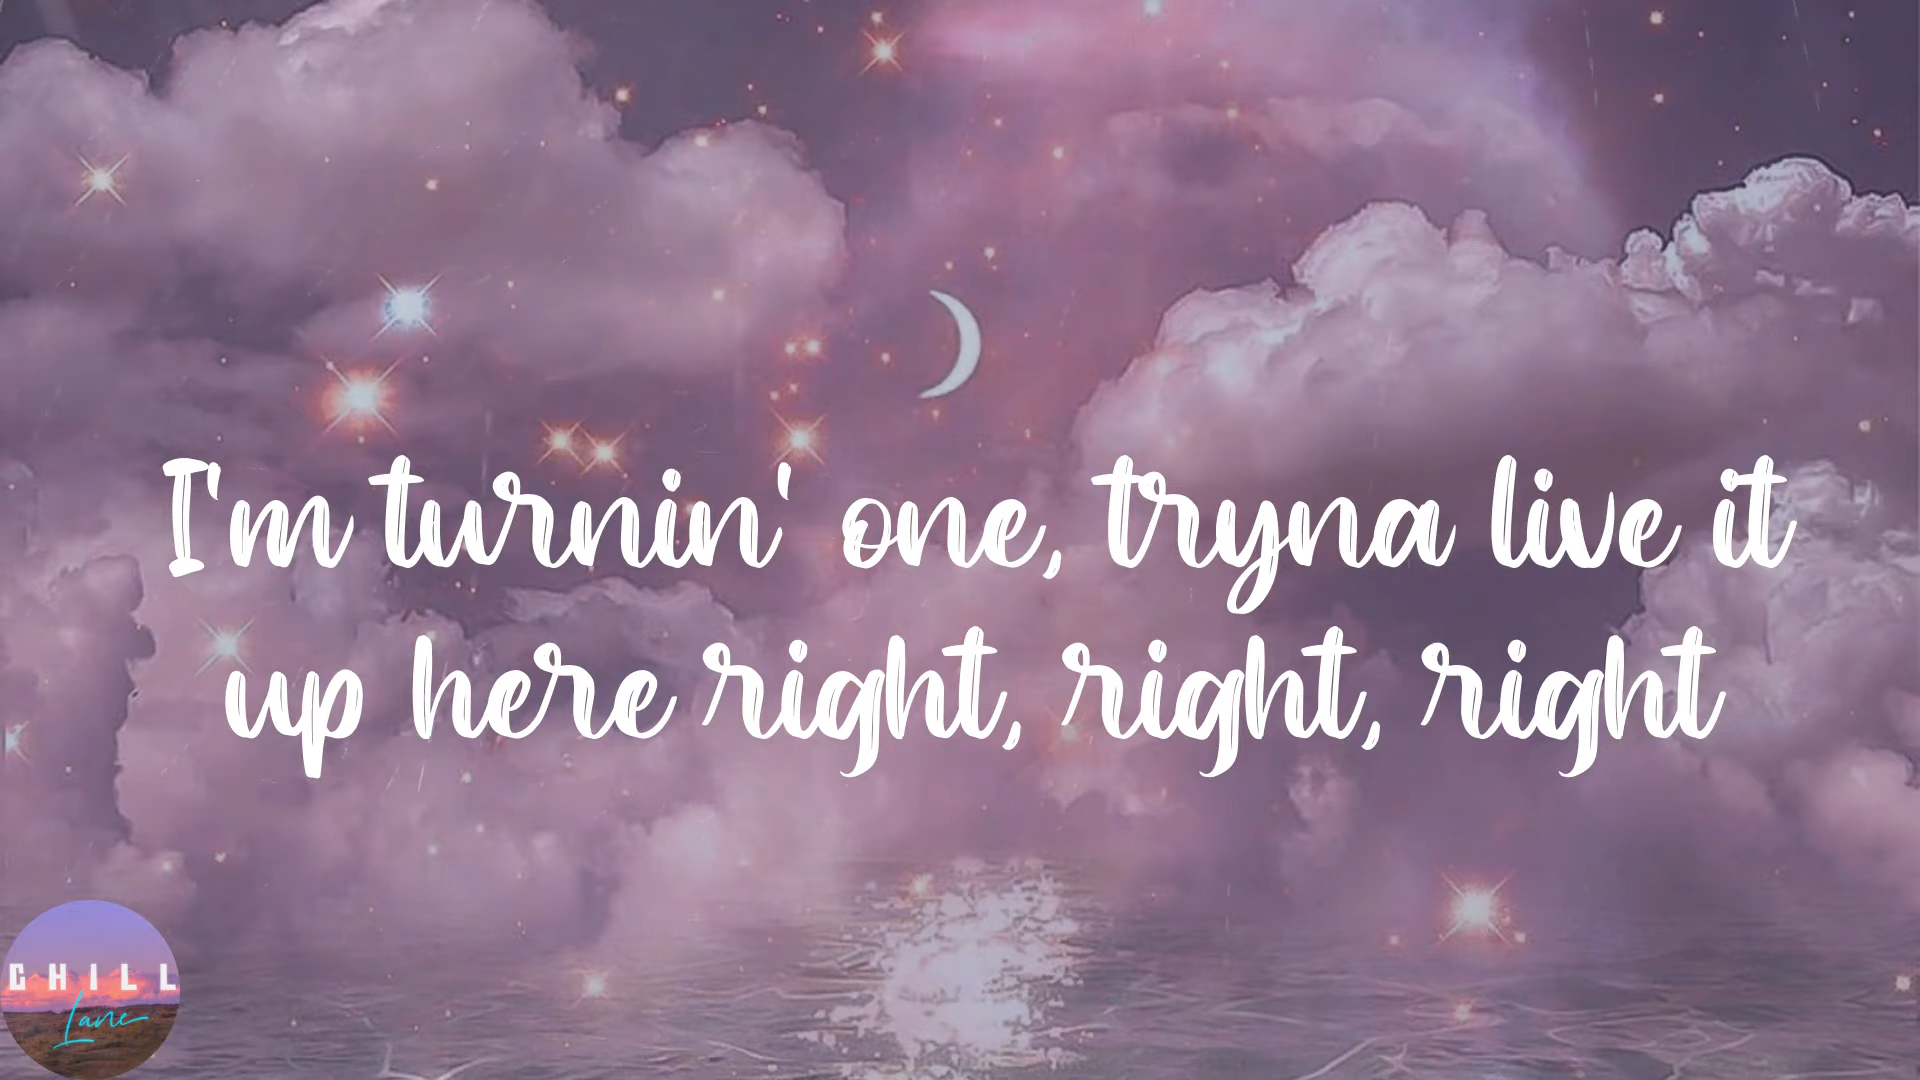 I'm turnin' one, tryna live it
up here right, right, right
CHILL
Lane